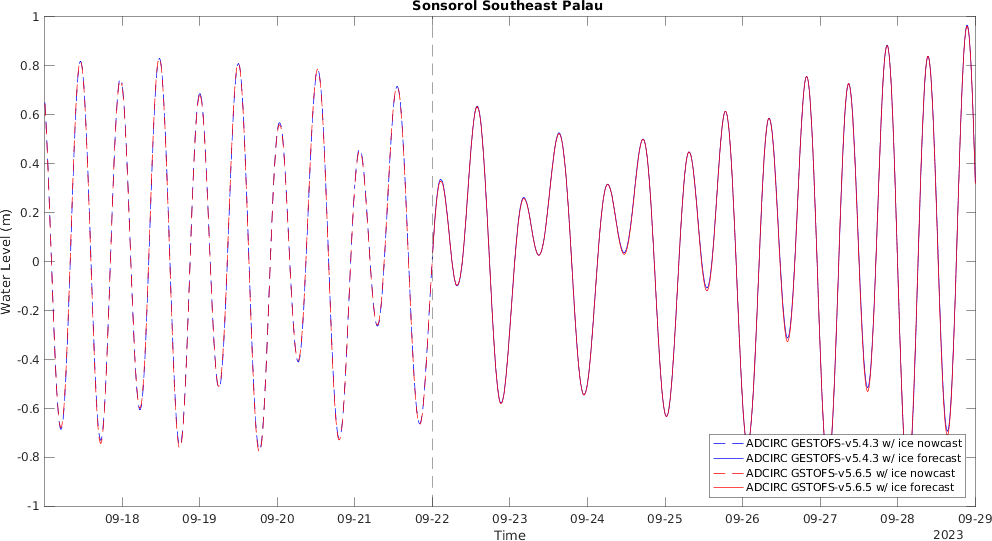 Sonsorol Southeast Palau
Water Level (m)
1
0.8
0.6
0.4
0.2
0
-0.2
-0.4
-0.6
-0.8
-1
ADCIRC GESTOFS-v5.4.3 w/ ice nowcast
ADCIRC GESTOFS-v5.4.3 w/ ice forecast
ADCIRC GSTOFS-v5.6.5 w/ ice nowcast
ADCIRC GSTOFS-v5.6.5 w/ ice forecast
09-18 09-19 09-20 09-21 09-22 09-23 09-24 09-25 09-26 09-27 09-28 09-29
Time
2023